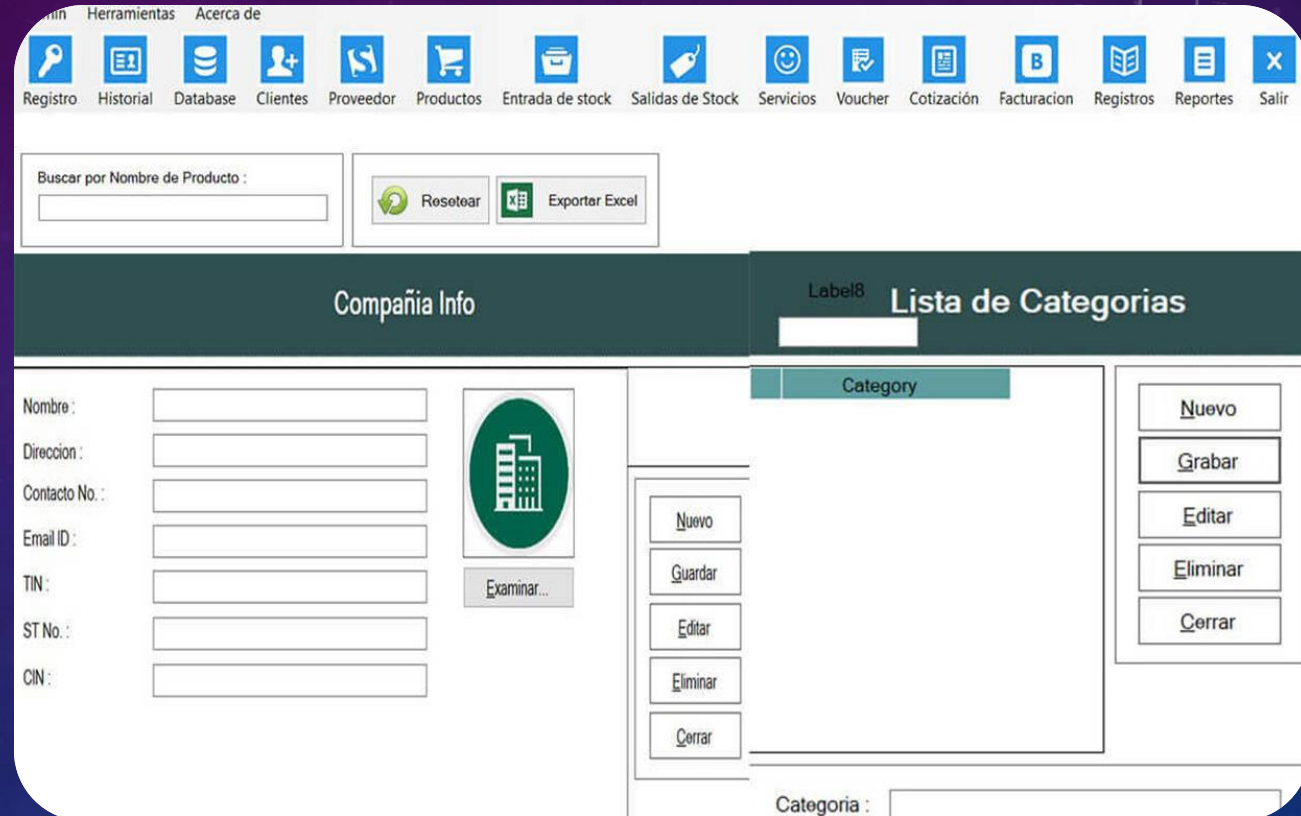 Herramientas Acerca de
Registro Historial Database Clientes Proveedor Productos Entrada de stock Salidas de Stock Servicios Voucher Cotización Facturacion Registros Reportes Salir
Buscar por Nombre de Producto :
Resetear Exportar Excel
Compañia Info
Label8
Lista de Categorias
Nombre :
Direccion :
Contacto No. :
Email ID :
TIN :
ST No. :
CIN :
Examinar...
Nuevo
Guardar
Editar
Eliminar
Cerrar
Category
Nuevo
Grabar
Editar
Eliminar
Cerrar
Categoria :